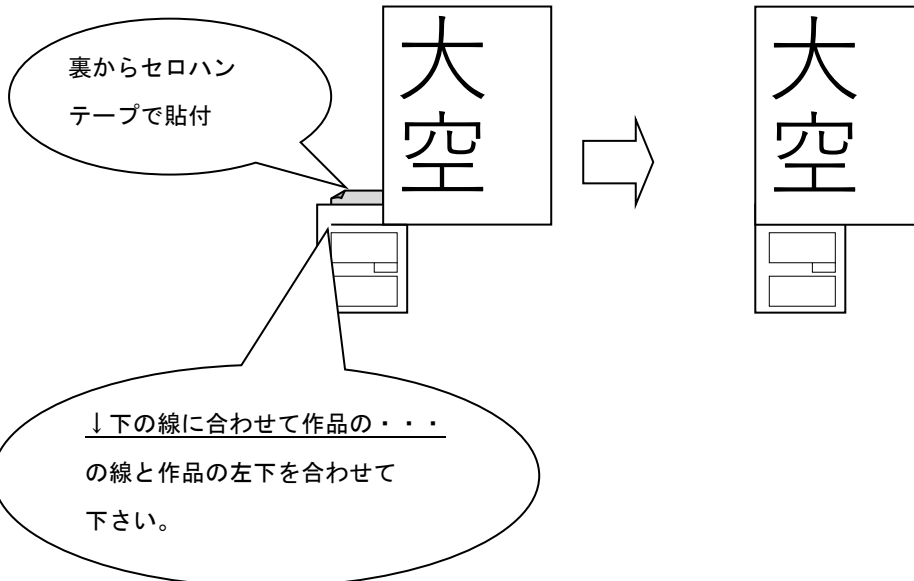 裏からセロハン
テープで貼付
大
空
大
空
↓下の線に合わせて作品の・・・
の線と作品の左下を合わせて
下さい。